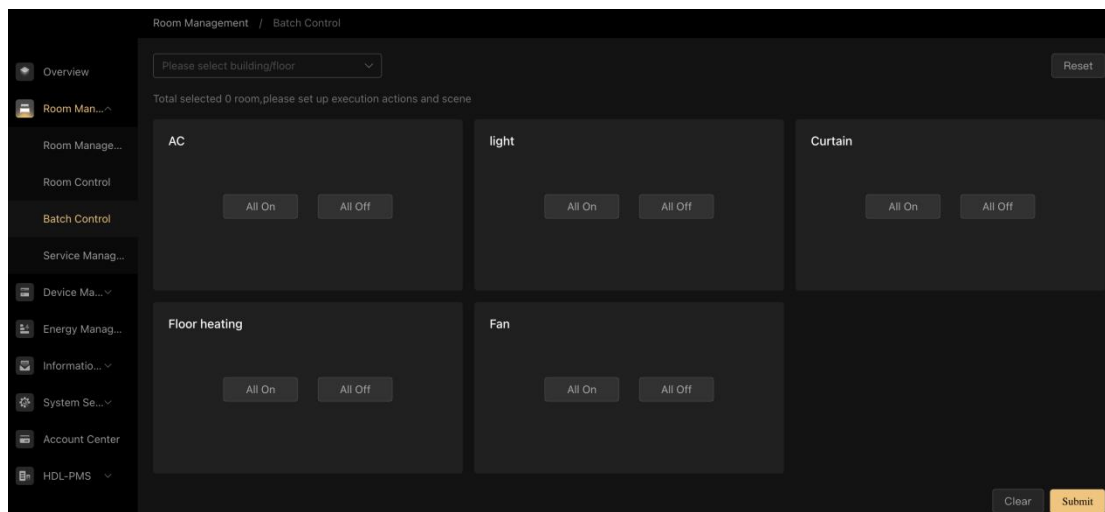 Room Management / Batch Control
Overview
Room Man...
Room Manage...
Room Control
Batch Control
Service Manag...
Device Ma...
Energy Manag...
Informatio...
System Se...
Account Center
HDL-PMS
Please select building/floor
Reset
Total selected 0 room,please set up execution actions and scene
AC
All On All Off
light
All On All Off
Curtain
All On All Off
Floor heating
All On All Off
Fan
All On All Off
Clear Submit